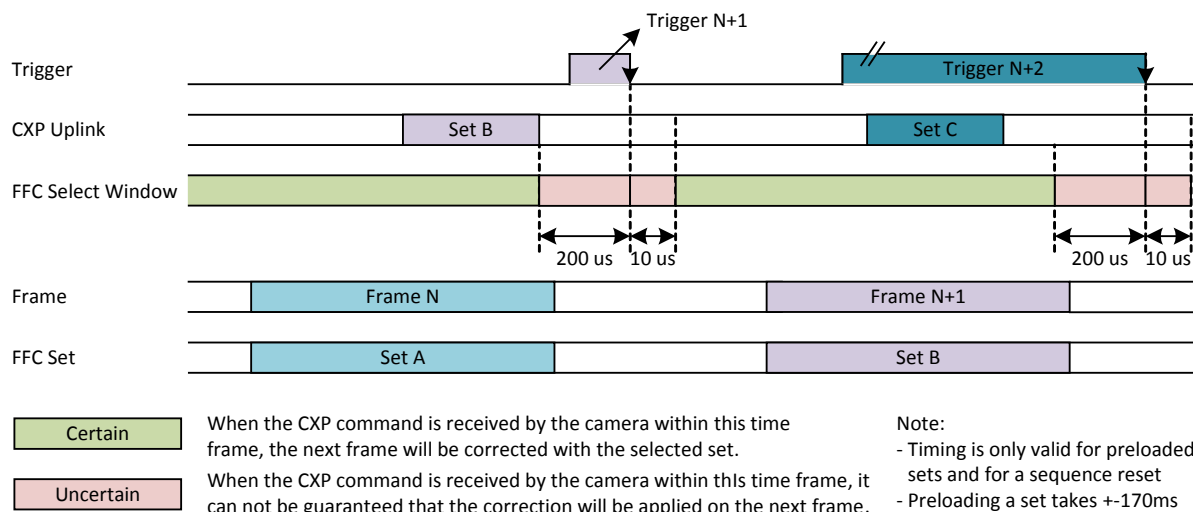 Trigger N+1
Trigger
Trigger N+2
CXP Uplink
Set B
Set C
FFC Select Window
200 us
10 us
200 us
10 us
Frame
Frame N
Frame N+1
FFC Set
Set A
Set B
Certain
When the CXP command is received by the camera within this time
frame, the next frame will be corrected with the selected set.
Uncertain
When the CXP command is received by the camera within thIs time frame, it
can not be guaranteed that the correction will be applied on the next frame.
Note:
- Timing is only valid for preloaded
sets and for a sequence reset
- Preloading a set takes +-170ms